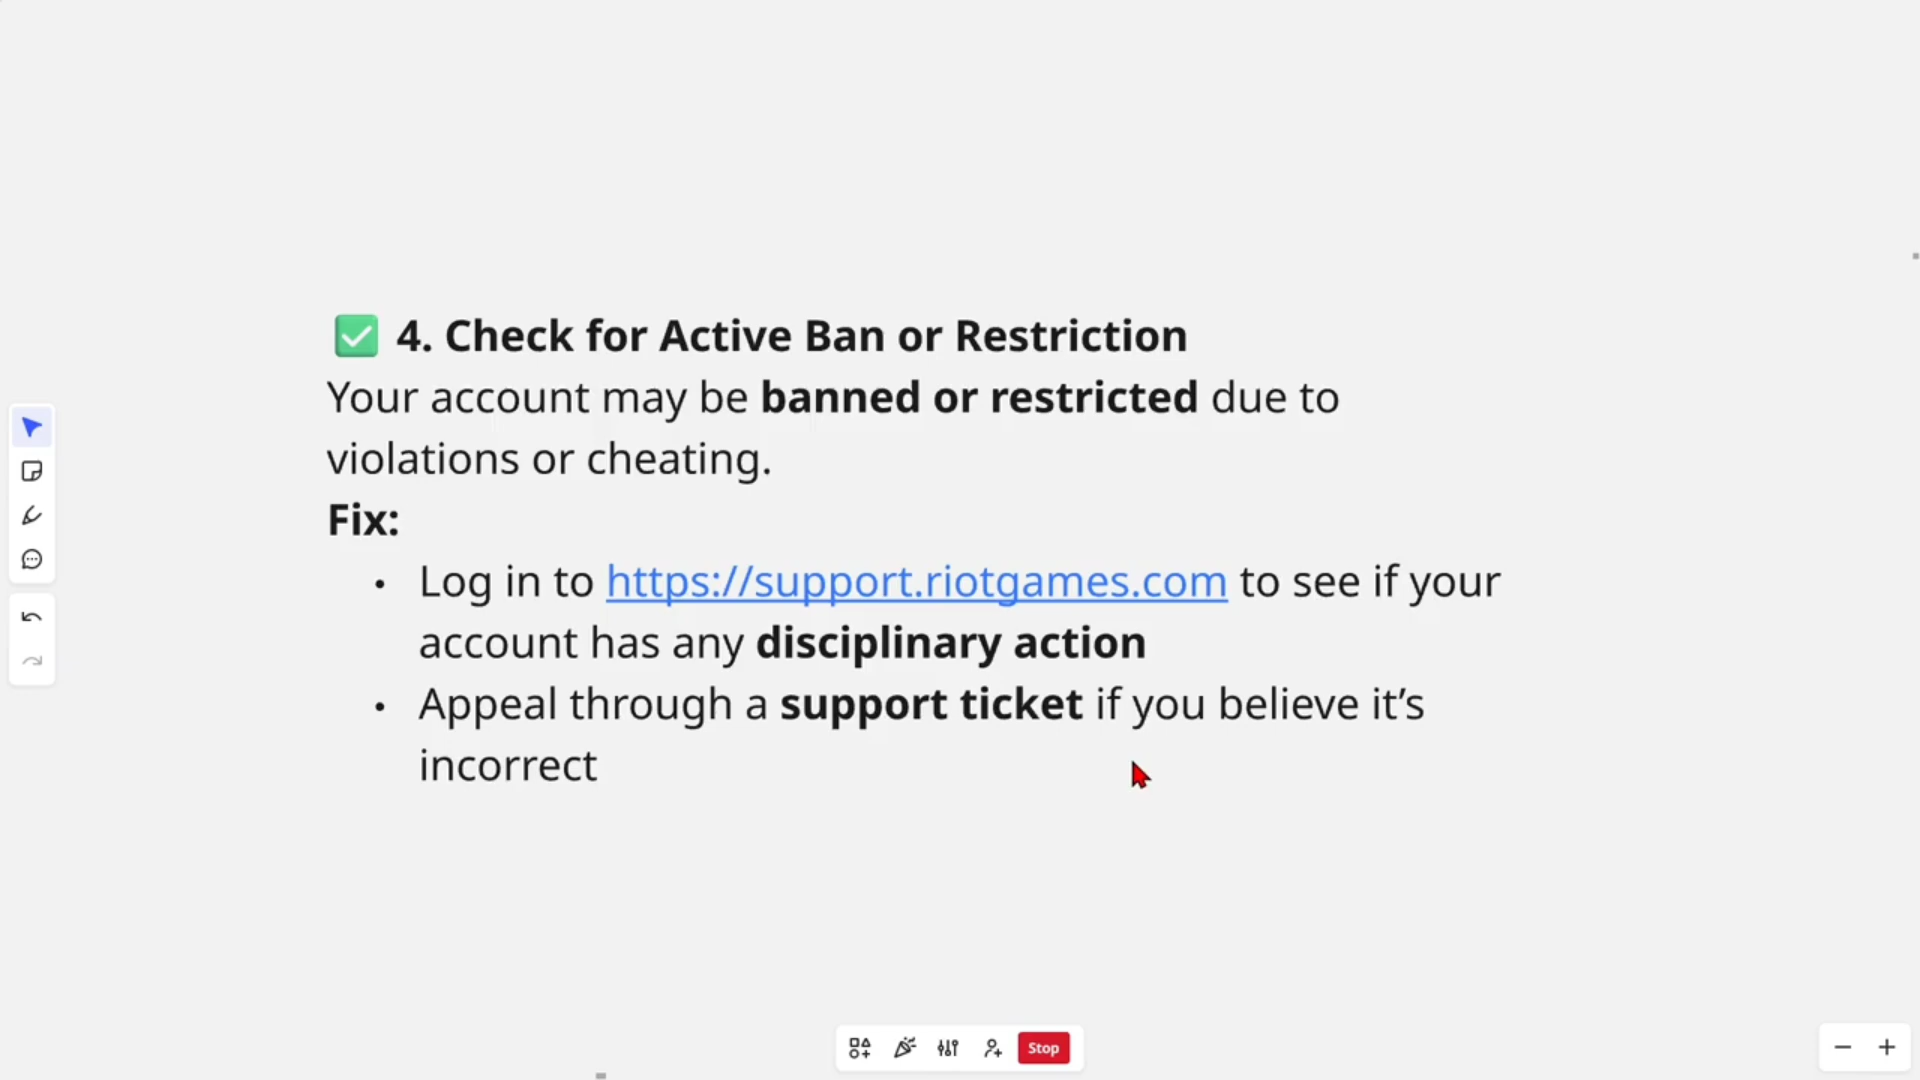 ✅ 4. Check for Active Ban or Restriction
Your account may be banned or restricted due to
violations or cheating.
Fix:
• Log in to https://support.riotgames.com to see if your
account has any disciplinary action
• Appeal through a support ticket if you believe it’s
incorrect
Stop